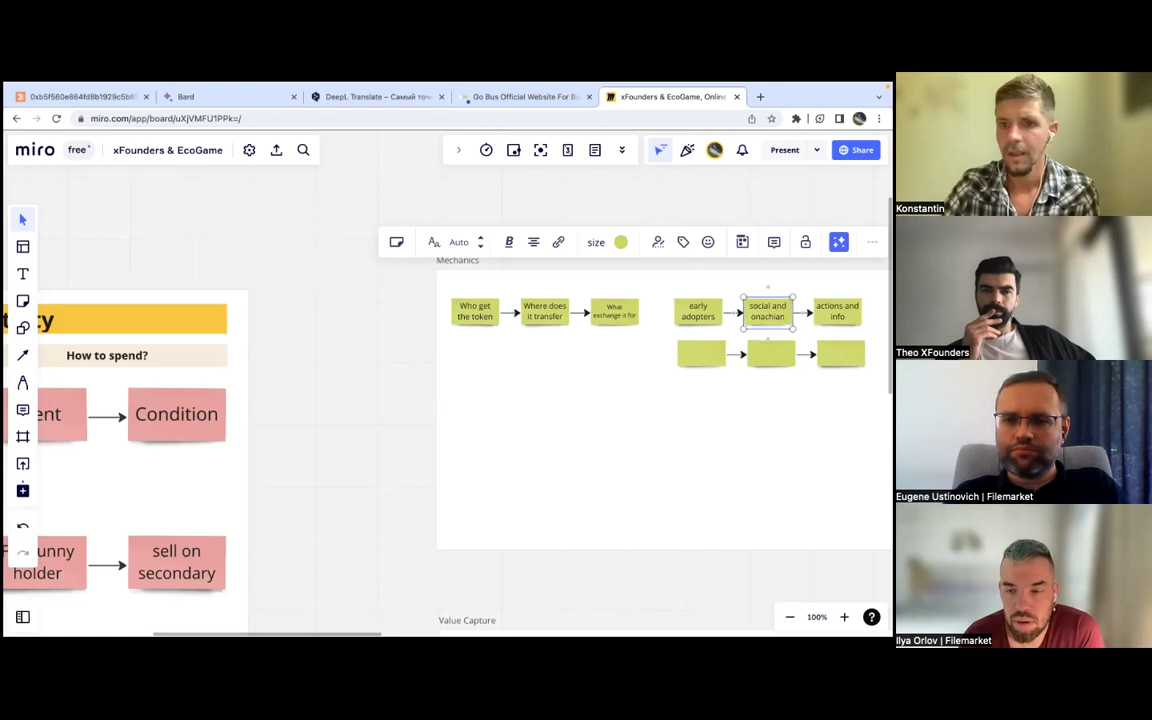 0xb5f560e864fd8b1929c5b8
Bard
DeepL Translate – Самый точ
Go Bus Official Website For B
xFounders & EcoGame, Online
miro.com/app/board/uXjVMFU1PPk=/
miro
free
xFounders & EcoGame
3
Present
Share
Auto
B
size
Mechanics
Who get
the token
Where does
it transfer
What
exchange it for
early
adopters
social and
onachian
actions and
info
ty
How to spend?
ent
Condition
unny
holder
sell on
secondary
Value Capture
100%
Konstantin
Theo XFounders
Eugene Ustinovich | Filemarket
Ilya Orlov | Filemarket